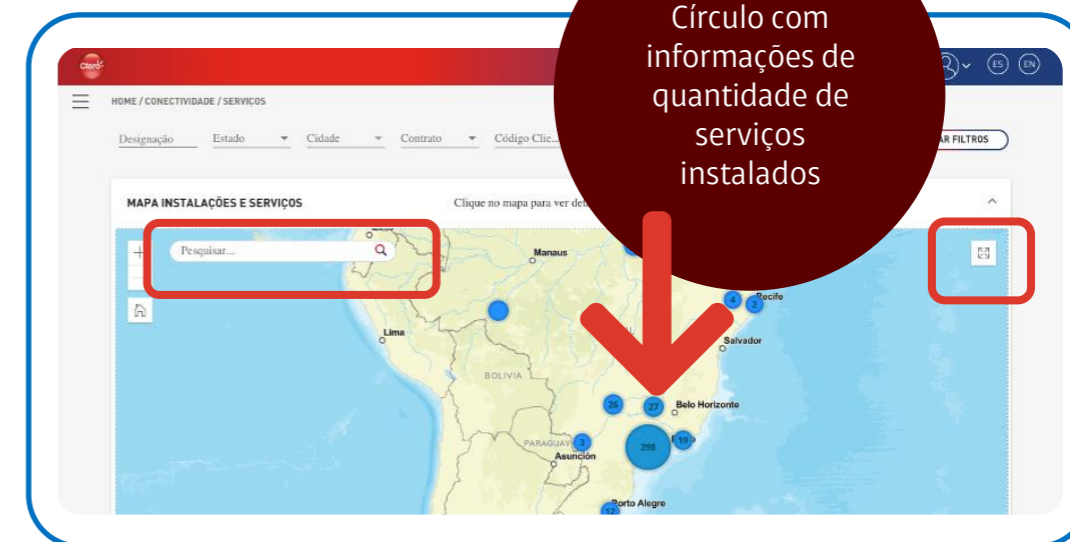 Círculo com
informações de
quantidade de
serviços
instalados
Claro
ES EN
HOME / CONECTIVIDADE / SERVIÇOS
Designação Estado Cidade Contrato Código Clie...
AR FILTROS
MAPA INSTALAÇÕES E SERVIÇOS Clique no mapa para ver det
+ Pesquisar...
Manaus
4 2 Recife
Lima
Salvador
BOLIVIA
26 27 Belo Horizonte
PARAGUAY 3 298 19
Asunción
Porto Alegre
12